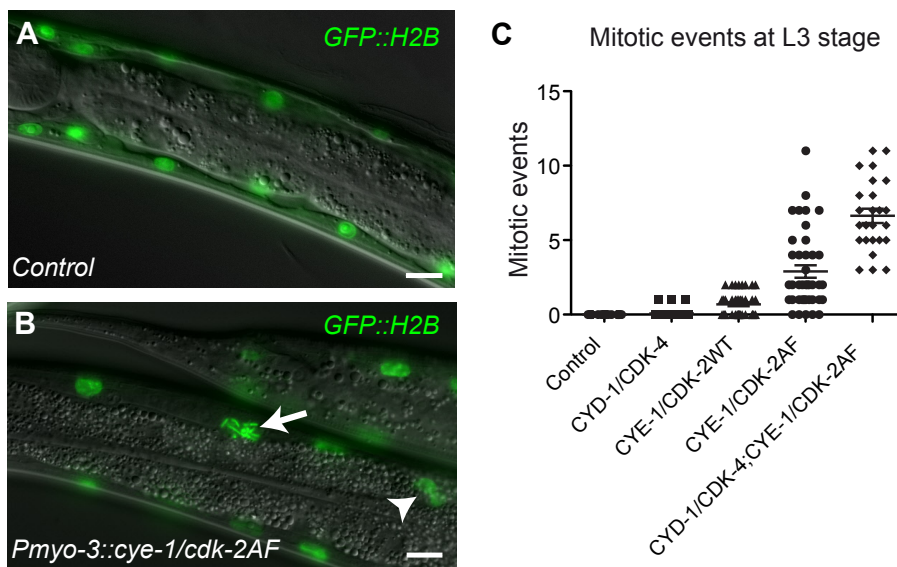 A
GFP::H2B
Control
B
GFP::H2B
Pmyo-3::cye-1/cdk-2AF
C
Mitotic events at L3 stage
Mitotic events
15
10
5
0
Control
CYD-1/CDK-4
CYE-1/CDK-2WT
CYE-1/CDK-2AF
CYD-1/CDK-4;CYE-1/CDK-2AF